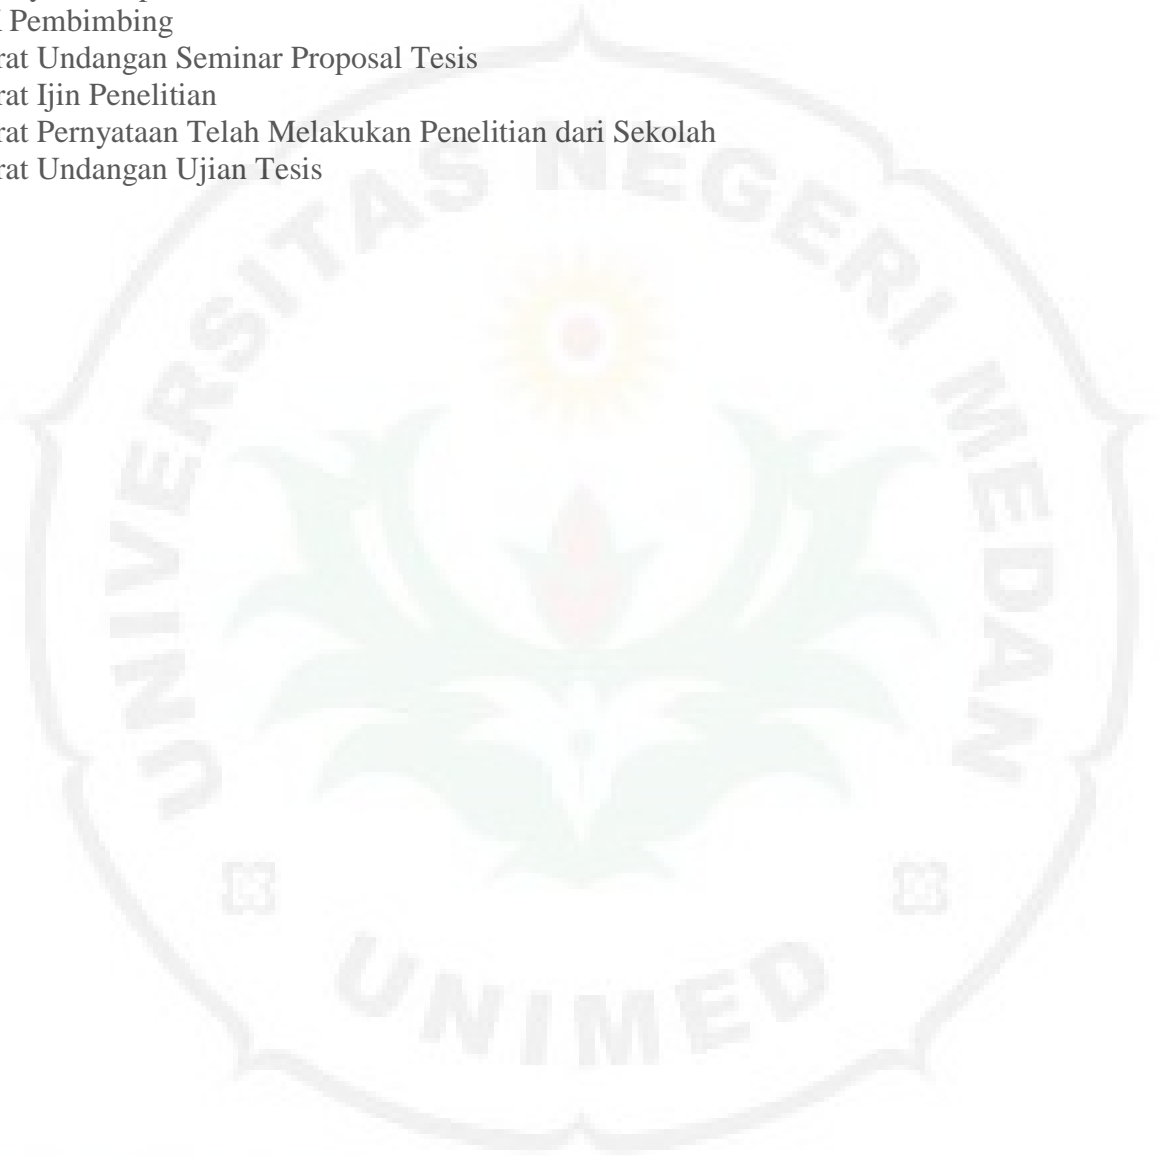 Pembimbing
rat Undangan Seminar Proposal Tesis
rat Ijin Penelitian
rat Pernyataan Telah Melakukan Penelitian dari Sekolah
rat Undangan Ujian Tesis
UNIVERSITAS NEGERI MEDAN
UNIMED